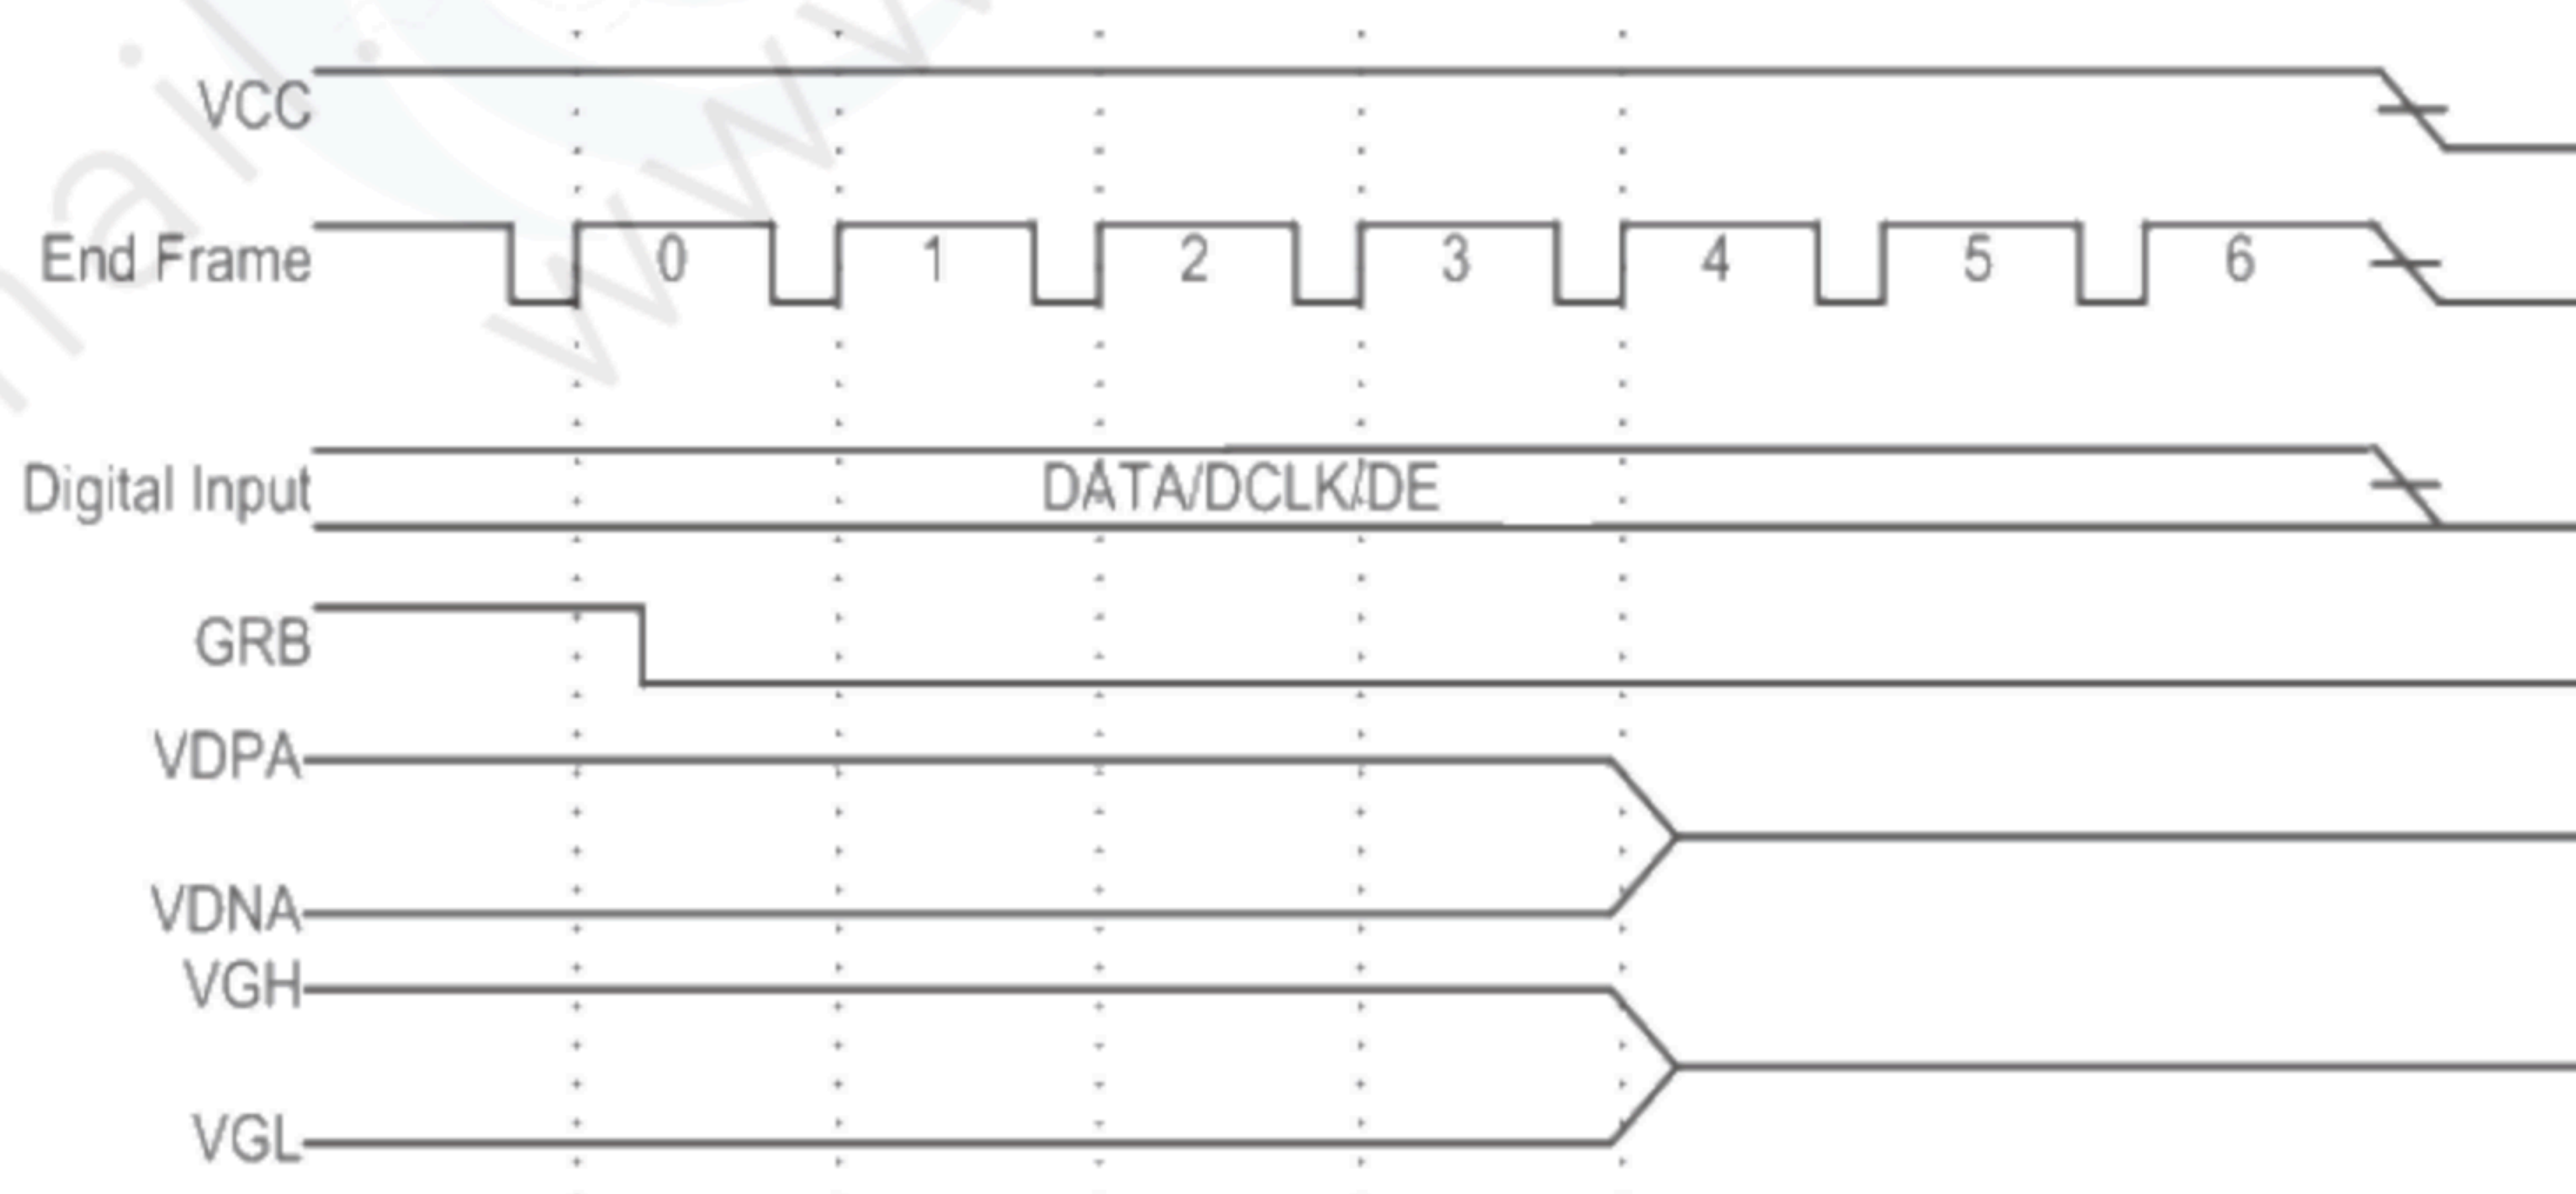 VCC
End Frame 0 1 2 3 4 5 6
Digital Input DATA/DCLK/DE
GRB
VDPA
VDNA
VGH
VGL
www